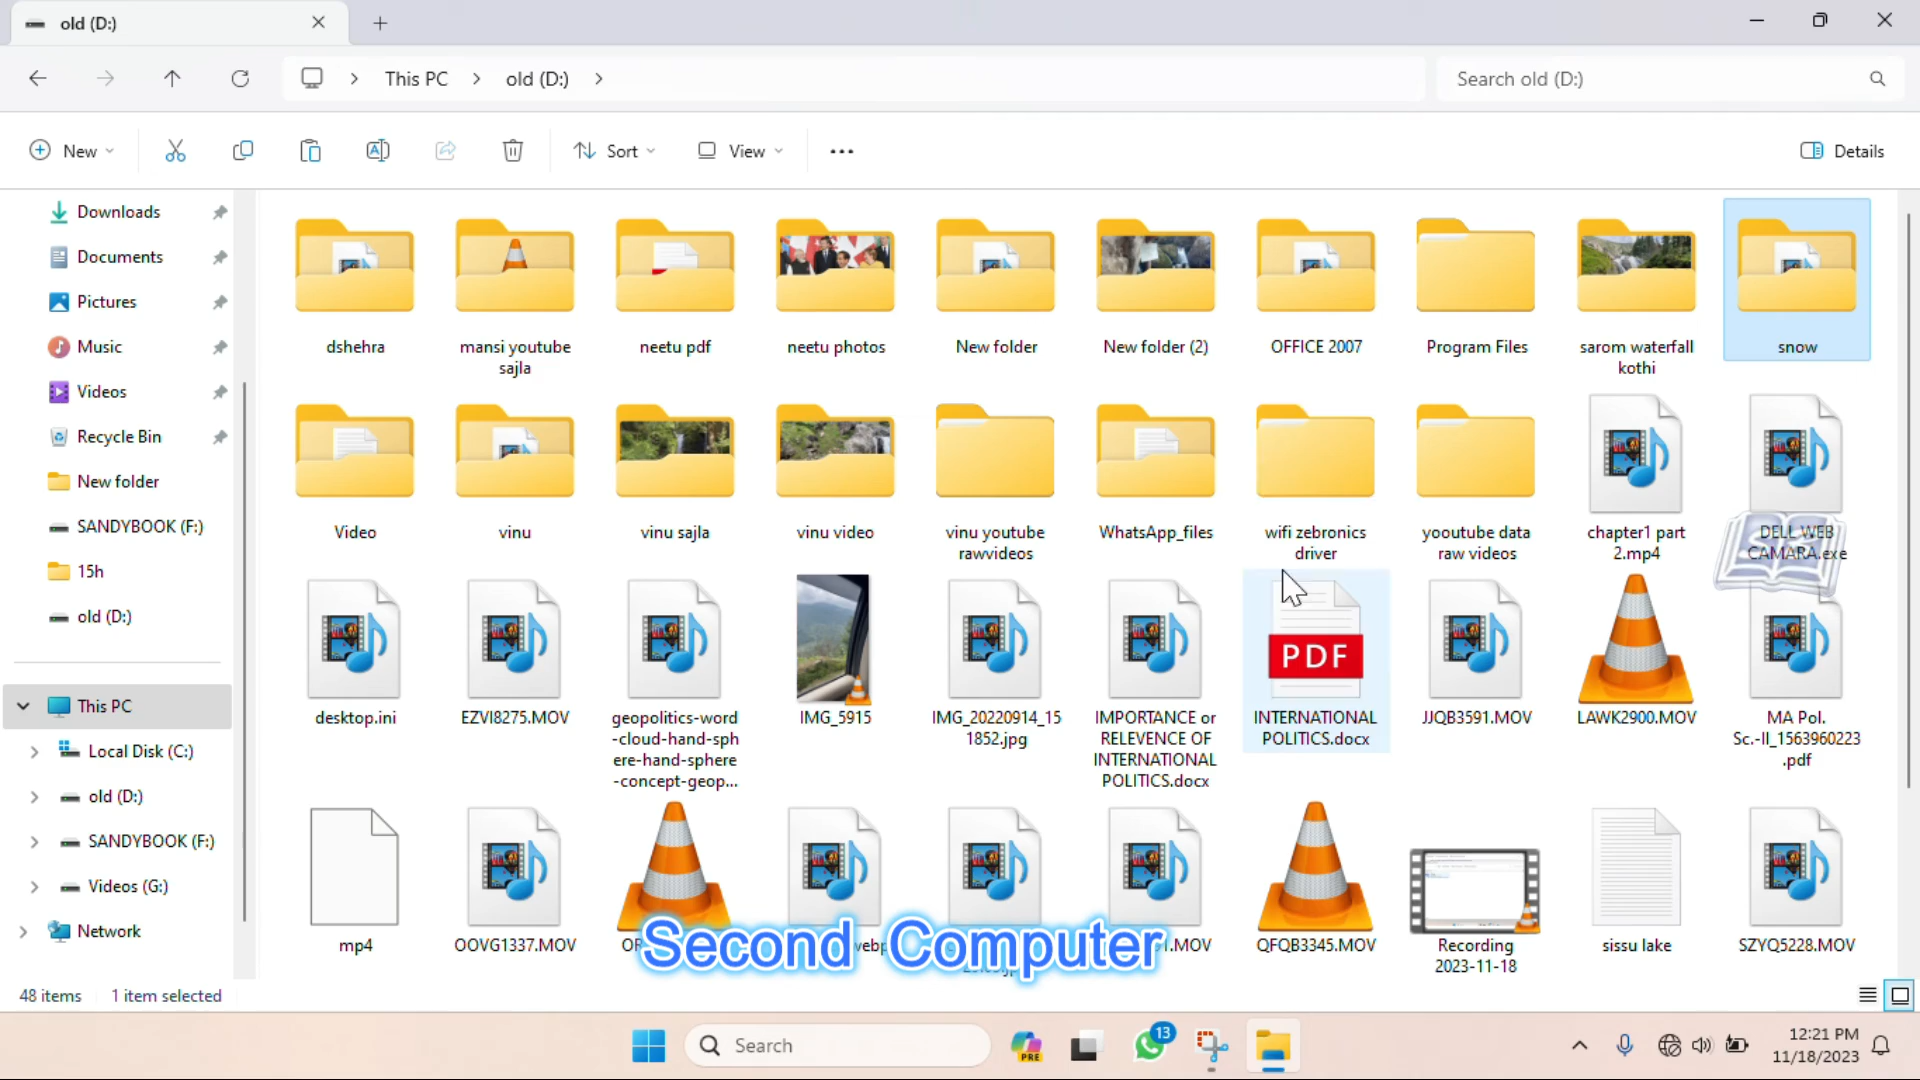 old (D:)
This PC
old (D:)
Search old (D:)
New
Sort
View
Details
Downloads
Documents
Pictures
Music
Videos
Recycle Bin
New folder
SANDYBOOK (F:)
15h
old (D:)
This PC
Local Disk (C:)
old (D:)
SANDYBOOK (F:)
Videos (G:)
Network
dshehra
mansi youtube
sajla
neetu pdf
neetu photos
New folder
New folder (2)
OFFICE 2007
Program Files
sarom waterfall
kothi
snow
Video
vinu
vinu sajla
vinu video
vinu youtube
rawvideos
WhatsApp_files
wifi zebronics
driver
yooutube data
raw videos
chapter1 part
2.mp4
DELL WEB
CAMARA.exe
desktop.ini
EZVI8275.MOV
geopolitics-word
-cloud-hand-sph
ere-hand-sphere
-concept-geop...
IMG_5915
IMG_20220914_15
1852.jpg
IMPORTANCE or
RELEVENCE OF
INTERNATIONAL
POLITICS.docx
PDF
INTERNATIONAL
POLITICS.docx
JJQB3591.MOV
LAWK2900.MOV
MA Pol.
Sc.-II_1563960223
.pdf
mp4
OOVG1337.MOV
QFQB3345.MOV
Recording
2023-11-18
sissu lake
SZYQ5228.MOV
Second Computer
48 items
1 item selected
Search
PRE
13
12:21 PM
11/18/2023